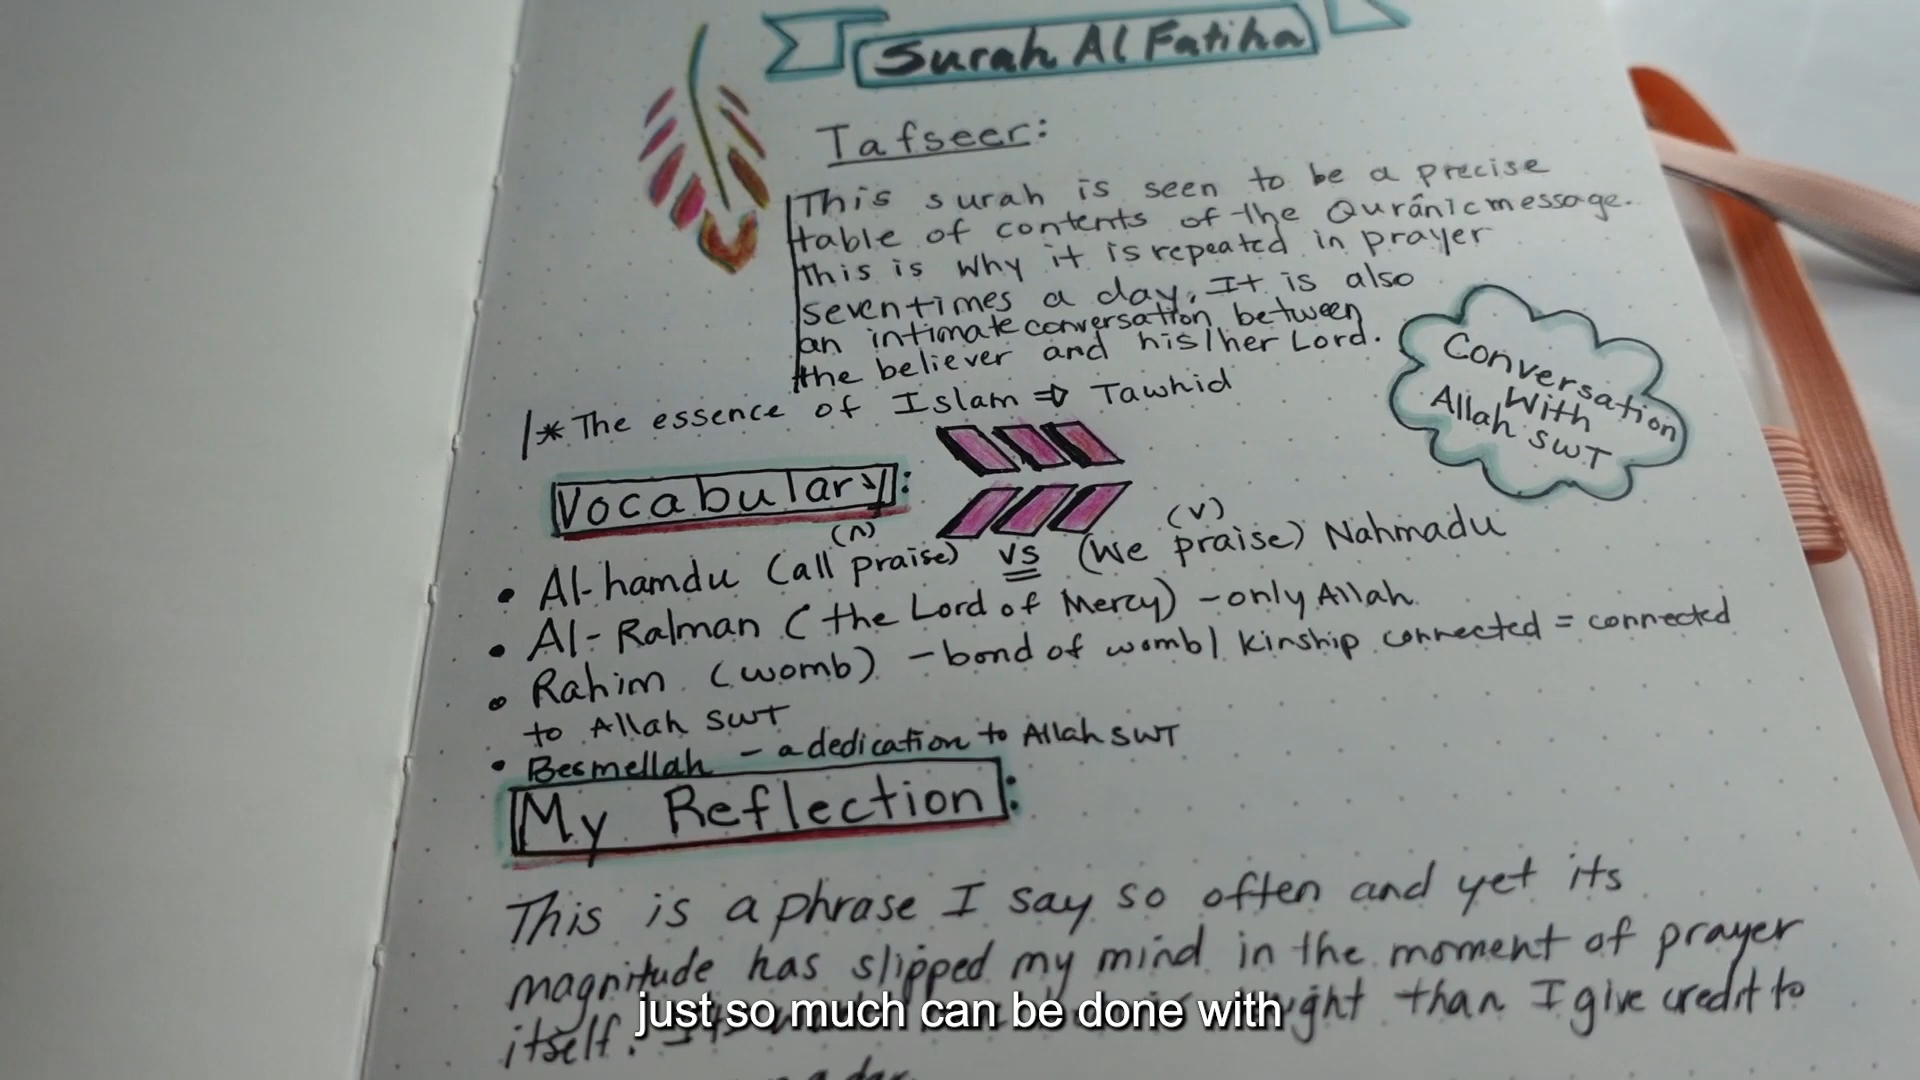 Surah Al Fatiha
Tafseer:
This surah is seen to be a precise
table of contents of the Quránic message.
this is why it is repeated in prayer
seven times a day. It is also
an intimate conversation between
the believer and his/her Lord.
* The essence of Islam ⇒ Tawhid
Conversation
With
Allah SWT
Vocabulary:
(n) (v)
• Al-hamdu (all praise) vs (We praise) Nahmadu
• Al-Ralman (the Lord of Mercy) - only Allah
• Rahim (womb) - bond of womb/kinship connected = connected
to Allah SWT
• Besmellah - a dedication to Allah SWT
My Reflection:
This is a phrase I say so often and yet its
magnitude has slipped my mind in the moment of prayer
itself. than I give credit to
just so much can be done with